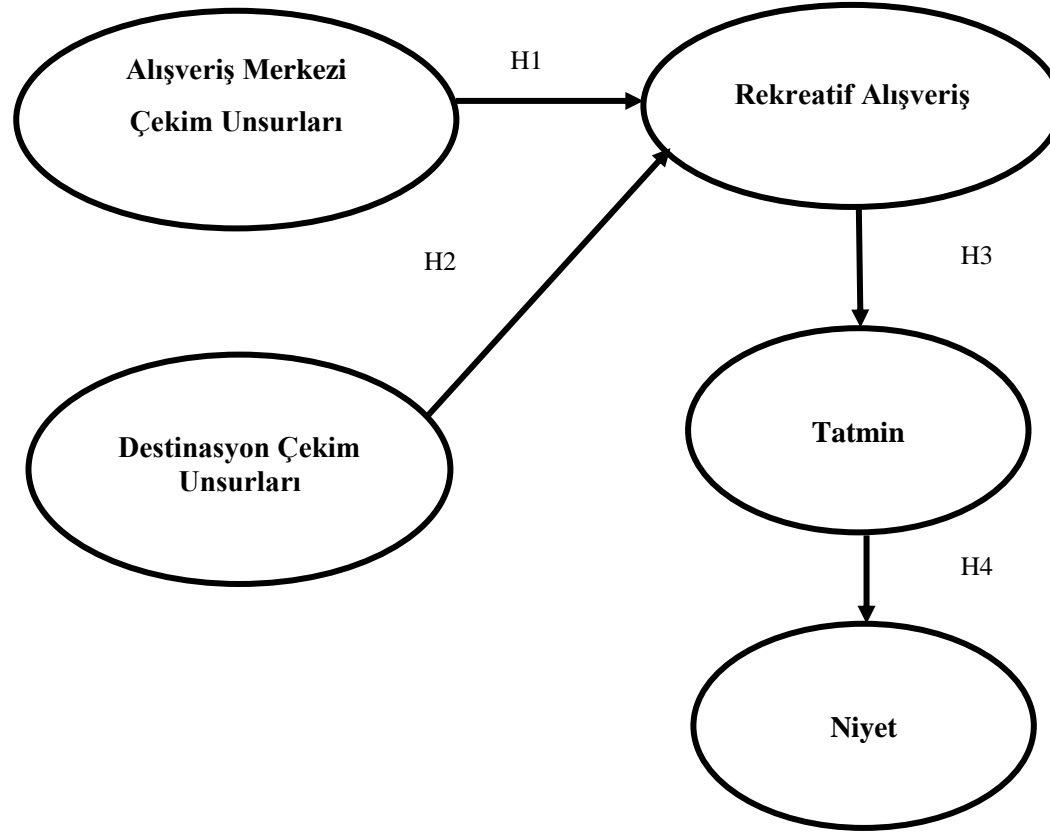 Alışveriş Merkezi
Çekim Unsurları
H1
Rekreatif Alışveriş
H2
H3
Destinasyon Çekim
Unsurları
Tatmin
H4
Niyet